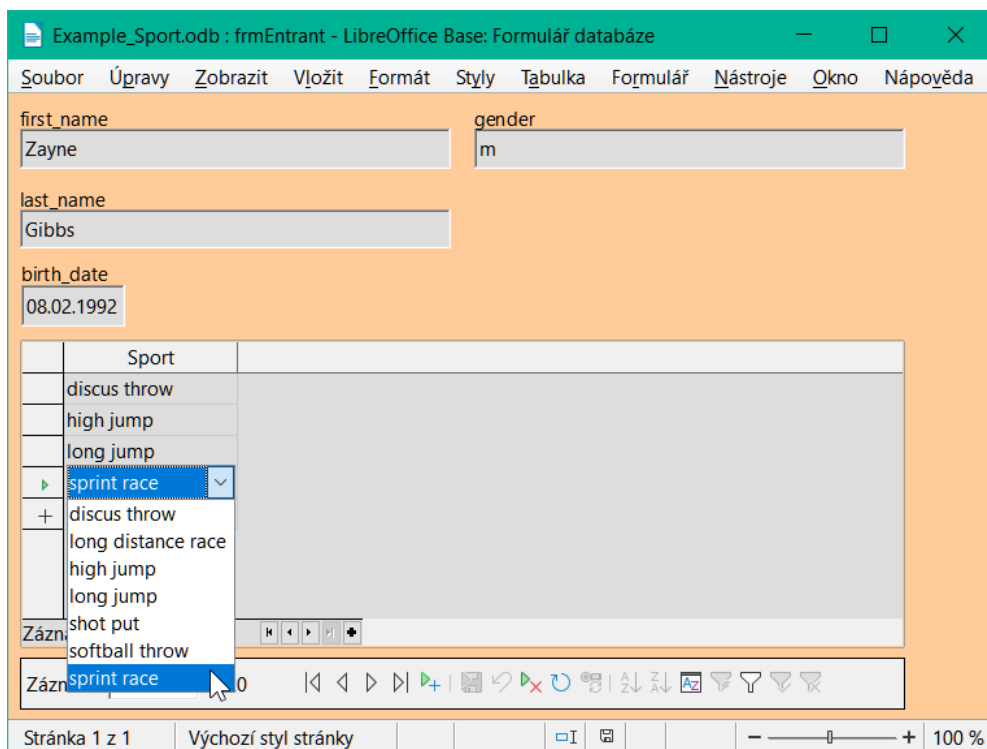 Example_Sport.odb : frmEntrant - LibreOffice Base: Formulář databáze
Soubor Úpravy Zobrazit Vložit Formát Styly Tabulka Formulář Nástroje Okno Nápověda
first_name gender
Zayne m
last_name
Gibbs
birth_date
08.02.1992
Sport
discus throw
high jump
long jump
sprint race
discus throw
long distance race
high jump
long jump
shot put
softball throw
sprint race
Stránka 1 z 1 Výchozí styl stránky 100 %